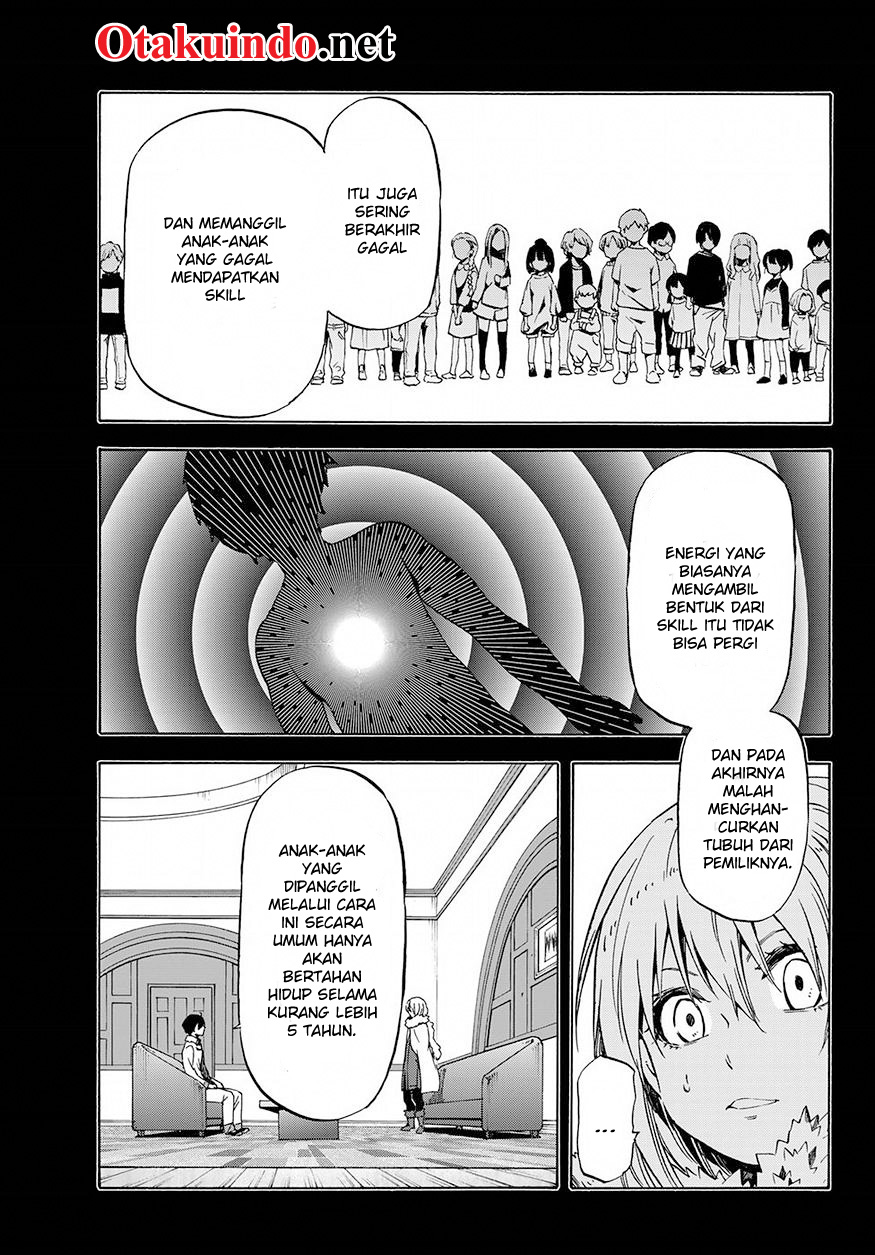 Otakuindo.net
ITU JUGA
SERING
BERAKHIR
GAGAL
DAN MEMANGGIL
ANAK-ANAK
YANG GAGAL
MENDAPATKAN
SKILL
ENERGI YANG
BIASANYA
MENGAMBIL
BENTUK DARI
SKILL ITU TIDAK
BISA PERGI
DAN PADA
AKHIRNYA
MALAH
MENGHAN-
CURKAN
TUBUH DARI
PEMILIKNYA.
...
ANAK-ANAK
YANG
DIPANGGIL
MELALUI CARA
INI SECARA
UMUM HANYA
AKAN
BERTAHAN
HIDUP SELAMA
KURANG LEBIH
5 TAHUN.